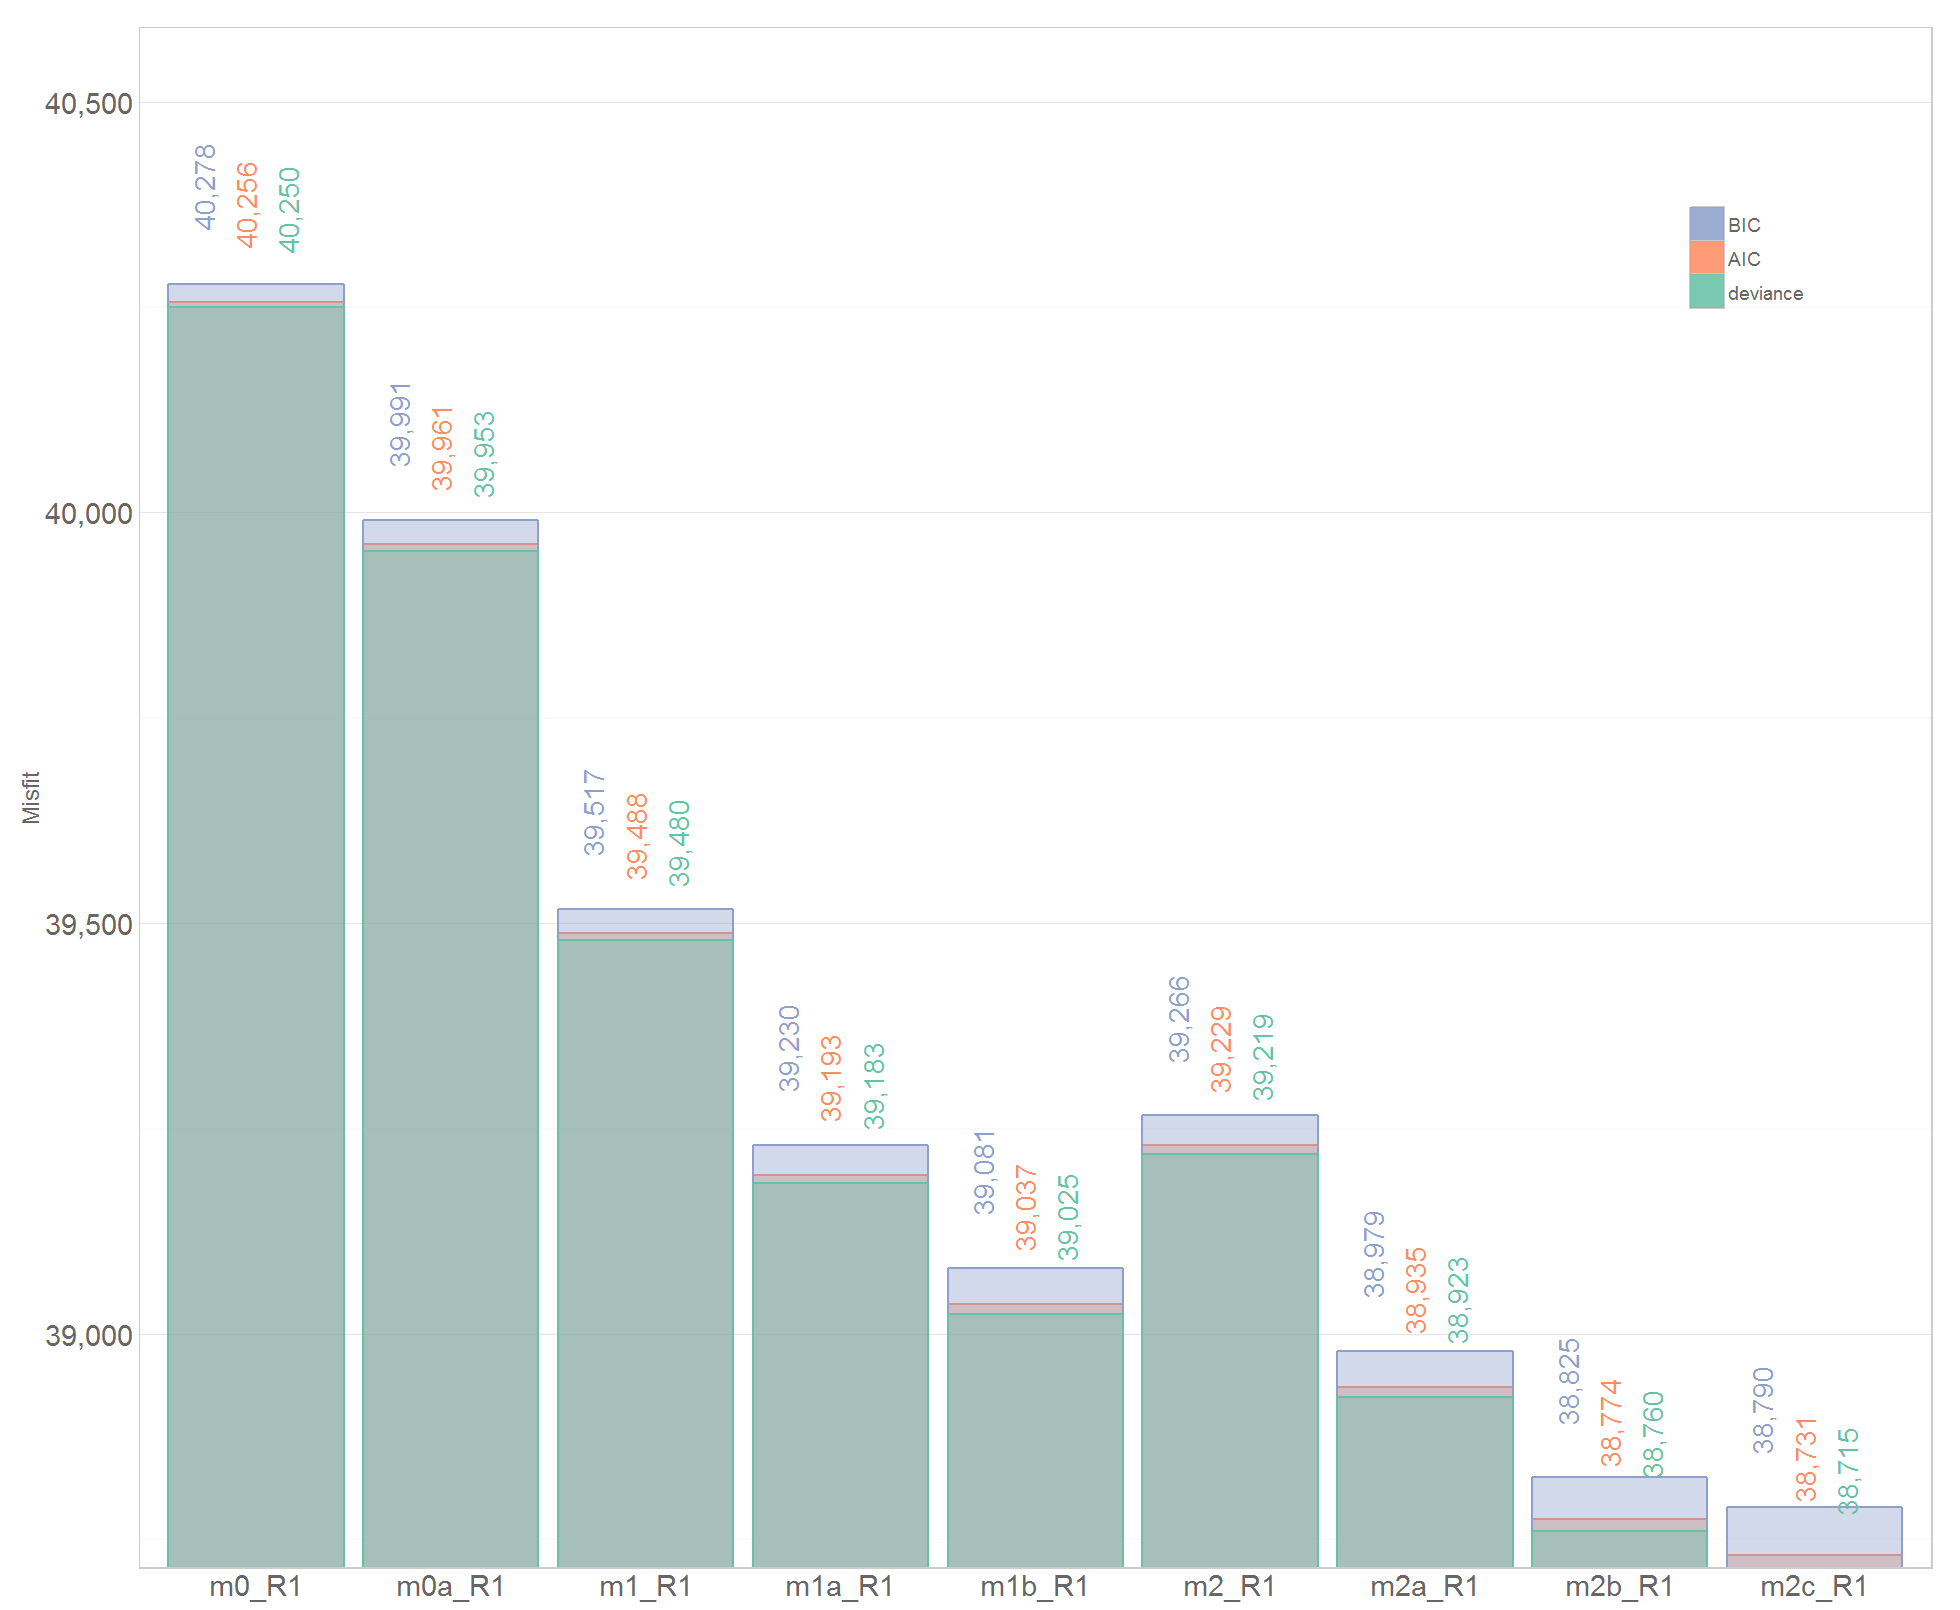 40,500
40,000
39,500
39,000
Misfit
40,278
40,256
40,250
39,991
39,961
39,953
39,517
39,488
39,480
39,230
39,193
39,183
39,081
39,037
39,025
39,266
39,229
39,219
38,979
38,935
38,923
38,825
38,774
38,760
38,790
38,731
38,715
BIC
AIC
deviance
m0_R1
m0a_R1
m1_R1
m1a_R1
m1b_R1
m2_R1
m2a_R1
m2b_R1
m2c_R1